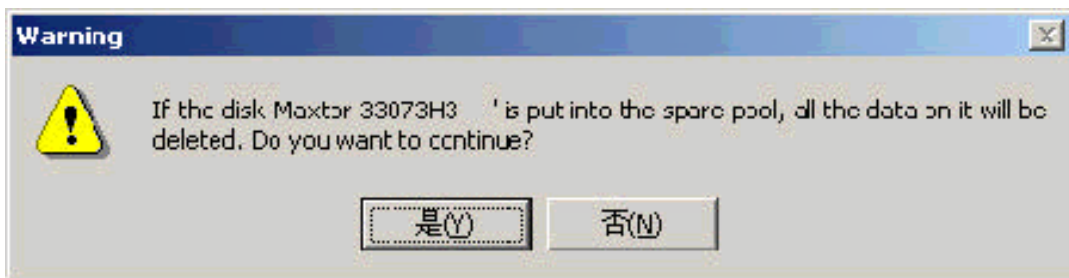 Warning
If the disk Maxtor 33073H3 ' is put into the spare pool, all the data on it will be
deleted. Do you want to continue?
是(Y) 否(N)